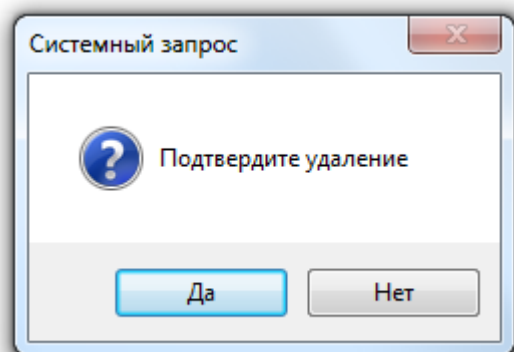 Системный запрос
Подтвердите удаление
Да
Нет